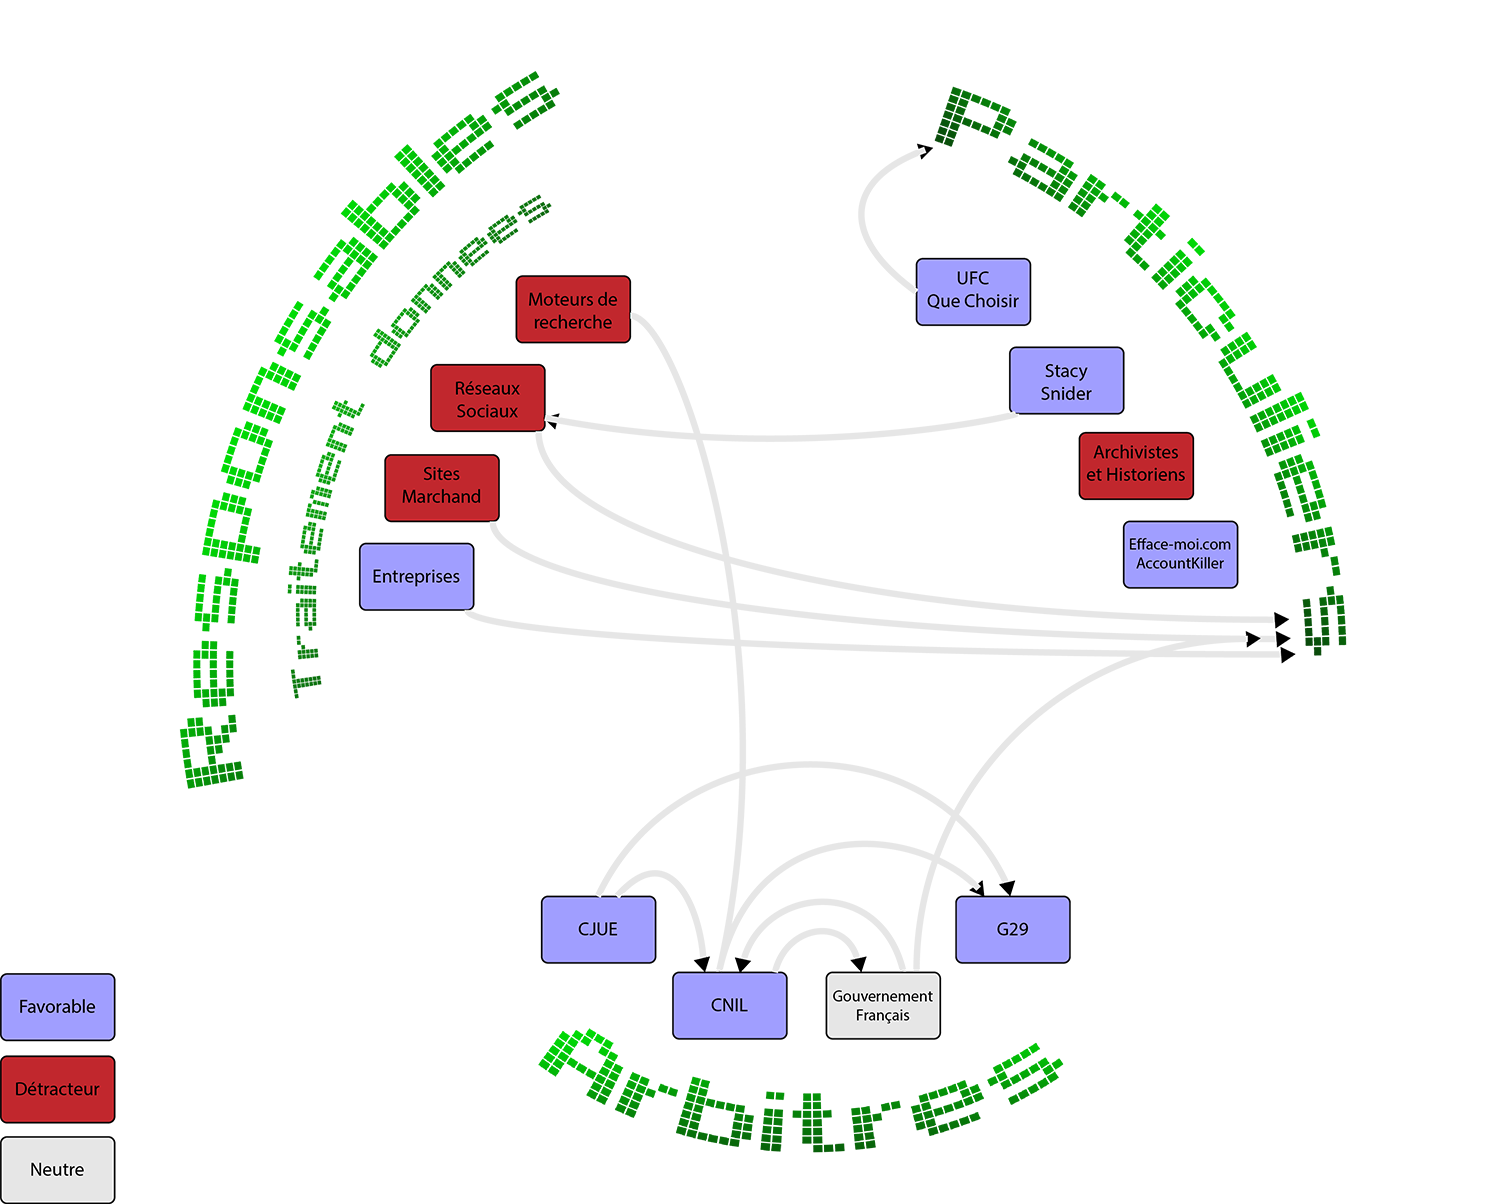 Responsables
Traitement données
Particuliers
Moteurs de
recherche
Réseaux
Sociaux
Sites
Marchand
Entreprises
UFC
Que Choisir
Stacy
Snider
Archivistes
et Historiens
Efface-moi.com
AccountKiller
CJUE
CNIL
Gouvernement
Français
G29
Arbitres
Favorable
Détracteur
Neutre